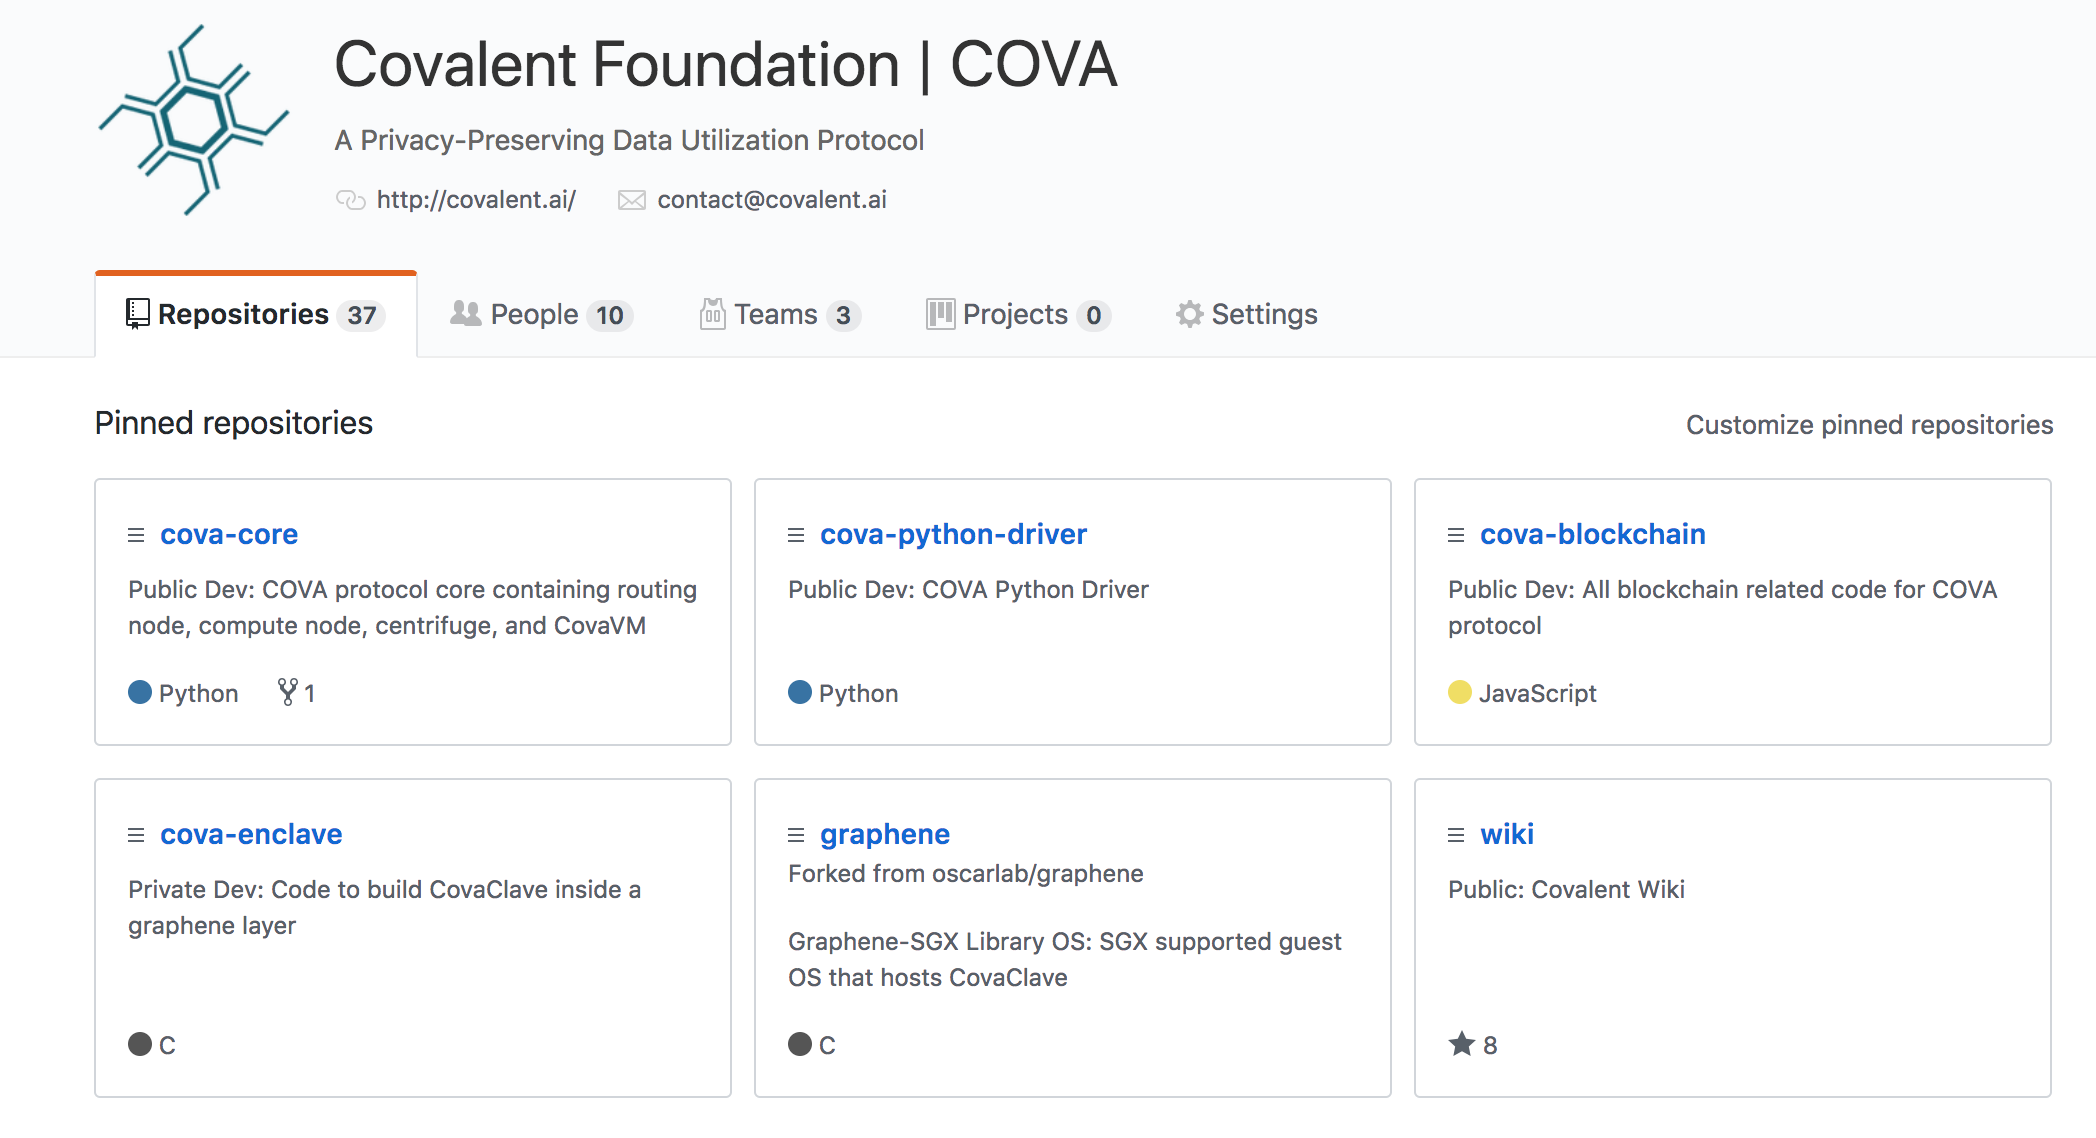 Covalent Foundation | COVA
A Privacy-Preserving Data Utilization Protocol
http://covalent.ai/ contact@covalent.ai
Repositories 37 People 10 Teams 3 Projects 0 Settings
Pinned repositories Customize pinned repositories
cova-core
Public Dev: COVA protocol core containing routing
node, compute node, centrifuge, and CovaVM
Python 1
cova-python-driver
Public Dev: COVA Python Driver
Python
cova-blockchain
Public Dev: All blockchain related code for COVA
protocol
JavaScript
cova-enclave
Private Dev: Code to build CovaClave inside a
graphene layer
C
graphene
Forked from oscarlab/graphene
Graphene-SGX Library OS: SGX supported guest
OS that hosts CovaClave
C
wiki
Public: Covalent Wiki
8